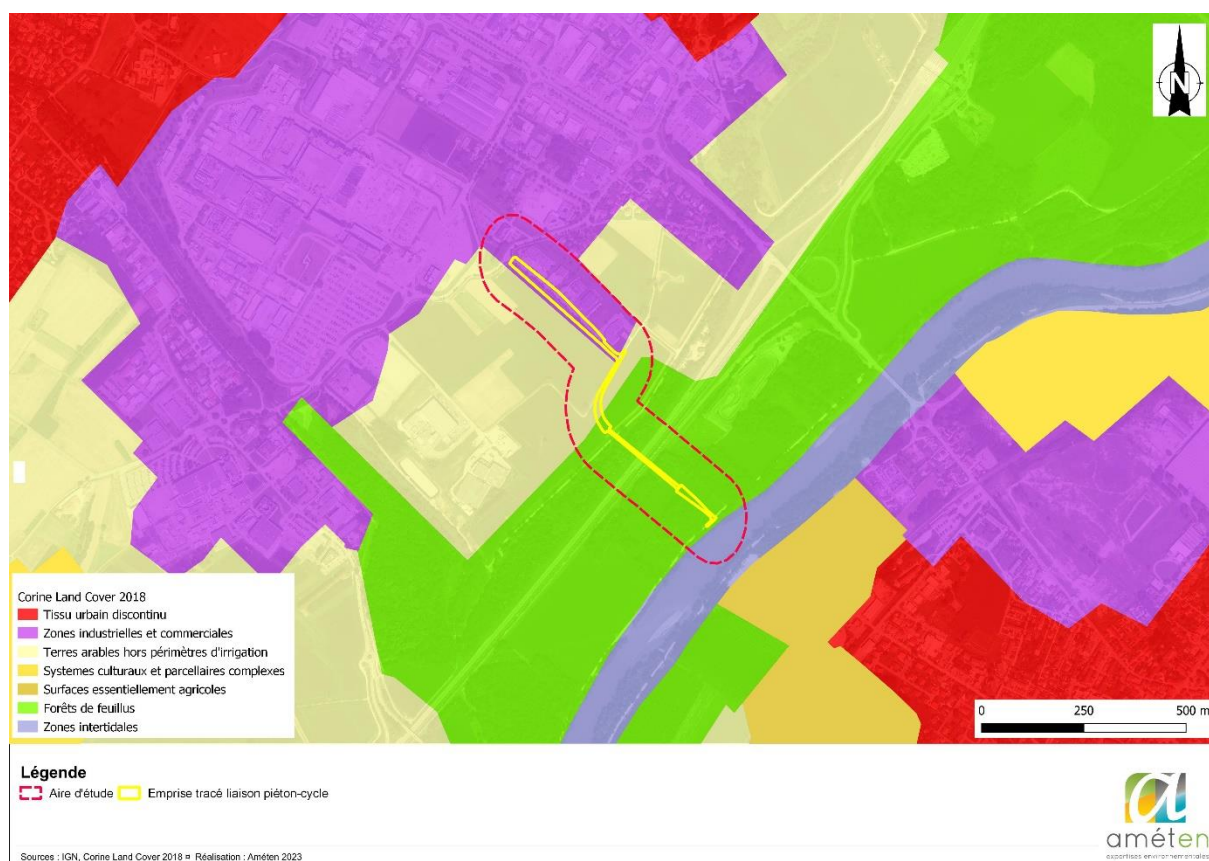 N
Corine Land Cover 2018
Tissu urbain discontinu
Zones industrielles et commerciales
Terres arables hors périmètres d'irrigation
Systemes culturaux et parcellaires complexes
Surfaces essentiellement agricoles
Forêts de feuillus
Zones intertidales
0 250 500 m
Légende
Aire d'étude Emprise tracé liaison piéton-cycle
a
améten
expertises environnementales
Sources : IGN, Corine Land Cover 2018 ¤ Réalisation : Améten 2023